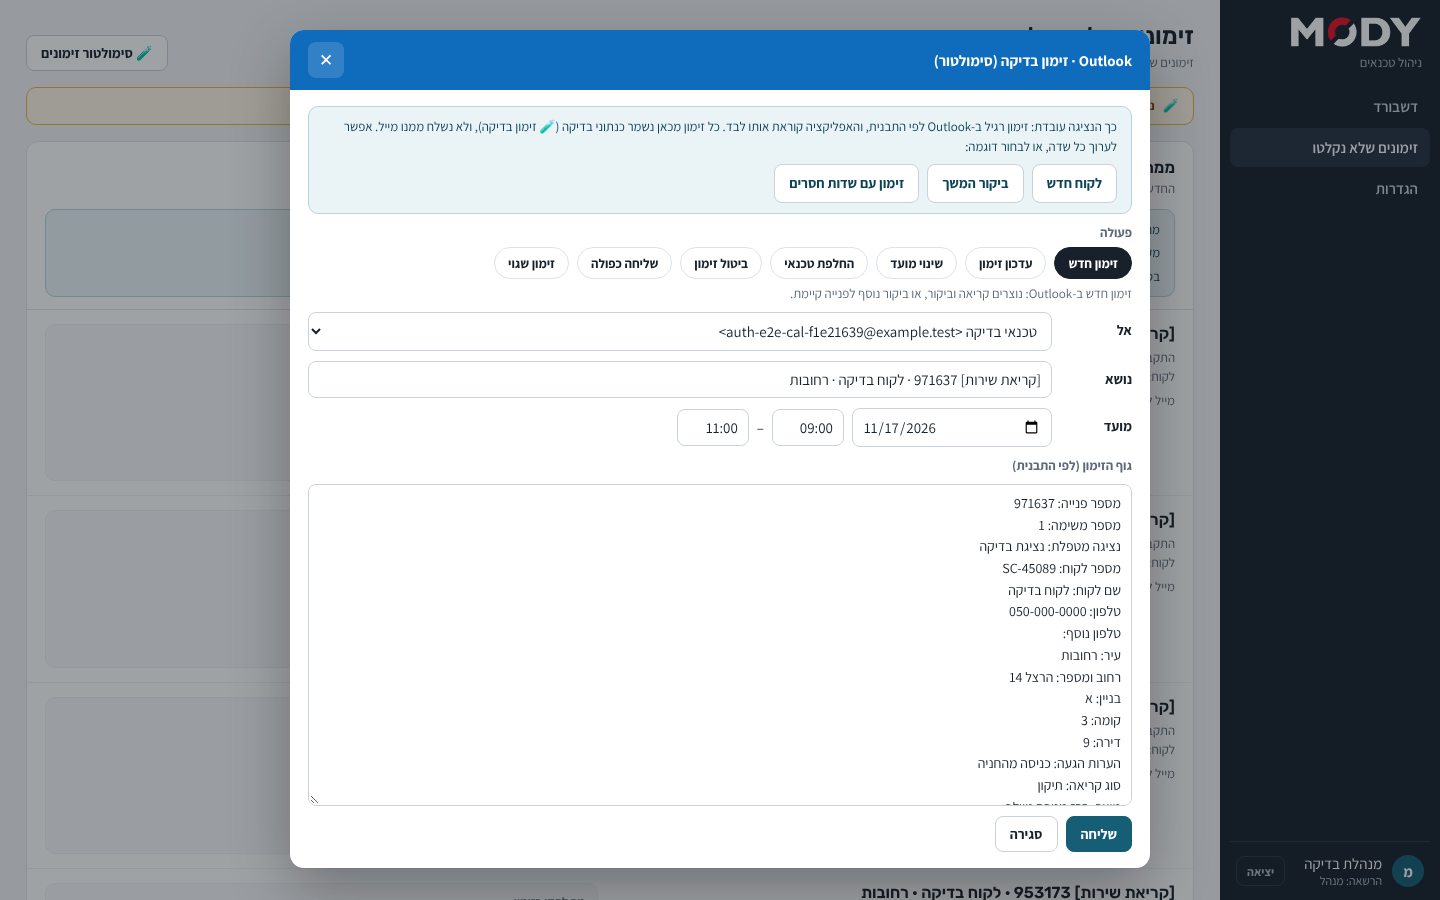 MODY
ניהול טכנאים
דשבורד
זימונים שלא נקלטו
הגדרות
מ
מנהלת בדיקה
הרשאה: מנהל
יציאה
🧪 סימולטור זימונים
Outlook · זימון בדיקה (סימולטור)
✕
כך הנציגה עובדת: זימון רגיל ב-Outlook לפי התבנית, והאפליקציה קוראת אותו לבד. כל זימון מכאן נשמר כנתוני בדיקה (🧪 זימון בדיקה), ולא נשלח ממנו מייל. אפשר
לערוך כל שדה, או לבחור דוגמה:
לקוח חדש
ביקור המשך
זימון עם שדות חסרים
פעולה
זימון חדש
עדכון זימון
שינוי מועד
החלפת טכנאי
ביטול זימון
שליחה כפולה
זימון שגוי
זימון חדש ב-Outlook: נוצרים קריאה וביקור, או ביקור נוסף לפנייה קיימת.
אל
טכנאי בדיקה <auth-e2e-cal-f1e21639@example.test>
נושא
[קריאת שירות] 971637 · לקוח בדיקה · רחובות
מועד
11/17/2026
09:00
–
11:00
גוף הזימון (לפי התבנית)
מספר פנייה: 971637
מספר משימה: 1
נציגה מטפלת: נציגת בדיקה
מספר לקוח: SC-45089
שם לקוח: לקוח בדיקה
טלפון: 050-000-0000
טלפון נוסף:
עיר: רחובות
רחוב ומספר: הרצל 14
בניין: א
קומה: 3
דירה: 9
הערות הגעה: כניסה מהחניה
סוג קריאה: תיקון
שליחה
סגירה
[קריאת שירות] 953173 • לקוח בדיקה • רחובות